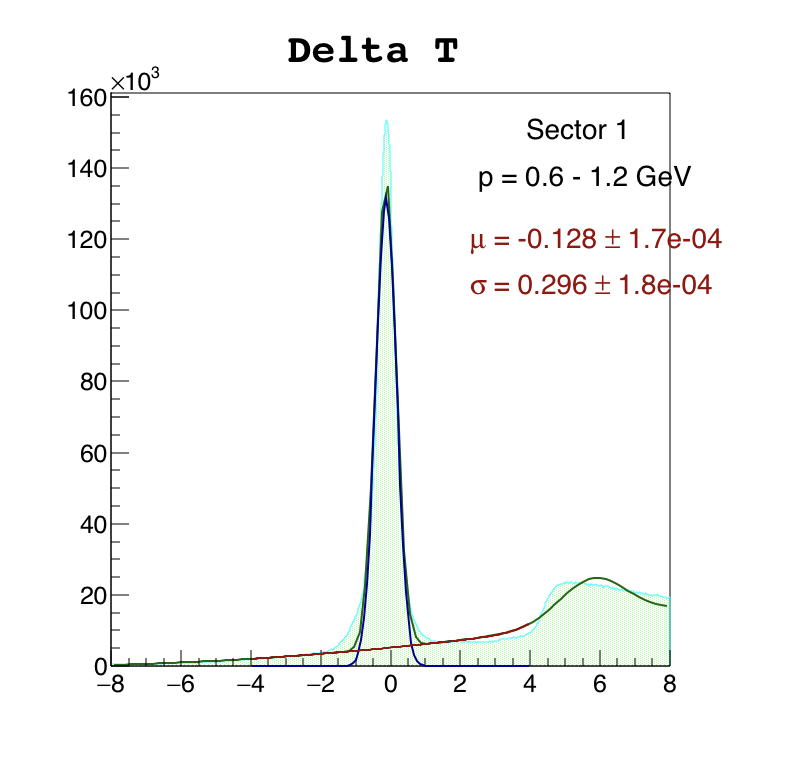 Delta T
×10³
160
Sector 1
140
p = 0.6 - 1.2 GeV
120
μ = -0.128 ± 1.7e-04
σ = 0.296 ± 1.8e-04
100
80
60
40
20
0
−8 −6 −4 −2 0 2 4 6 8